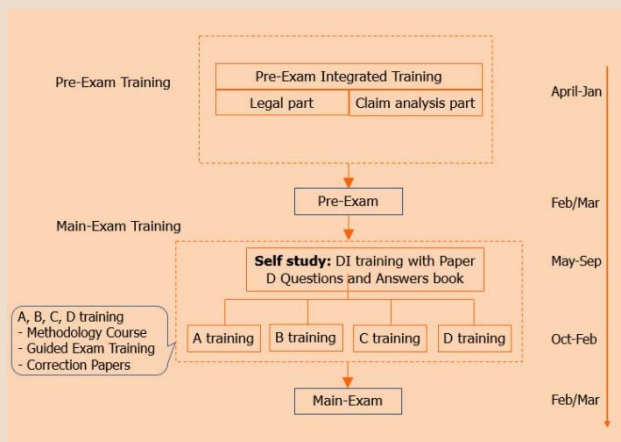 Pre-Exam Training
Pre-Exam Integrated Training
Legal part
Claim analysis part
April-Jan
Pre-Exam
Feb/Mar
Main-Exam Training
Self study: DI training with Paper
D Questions and Answers book
May-Sep
A, B, C, D training
- Methodology Course
- Guided Exam Training
- Correction Papers
A training
B training
C training
D training
Oct-Feb
Main-Exam
Feb/Mar